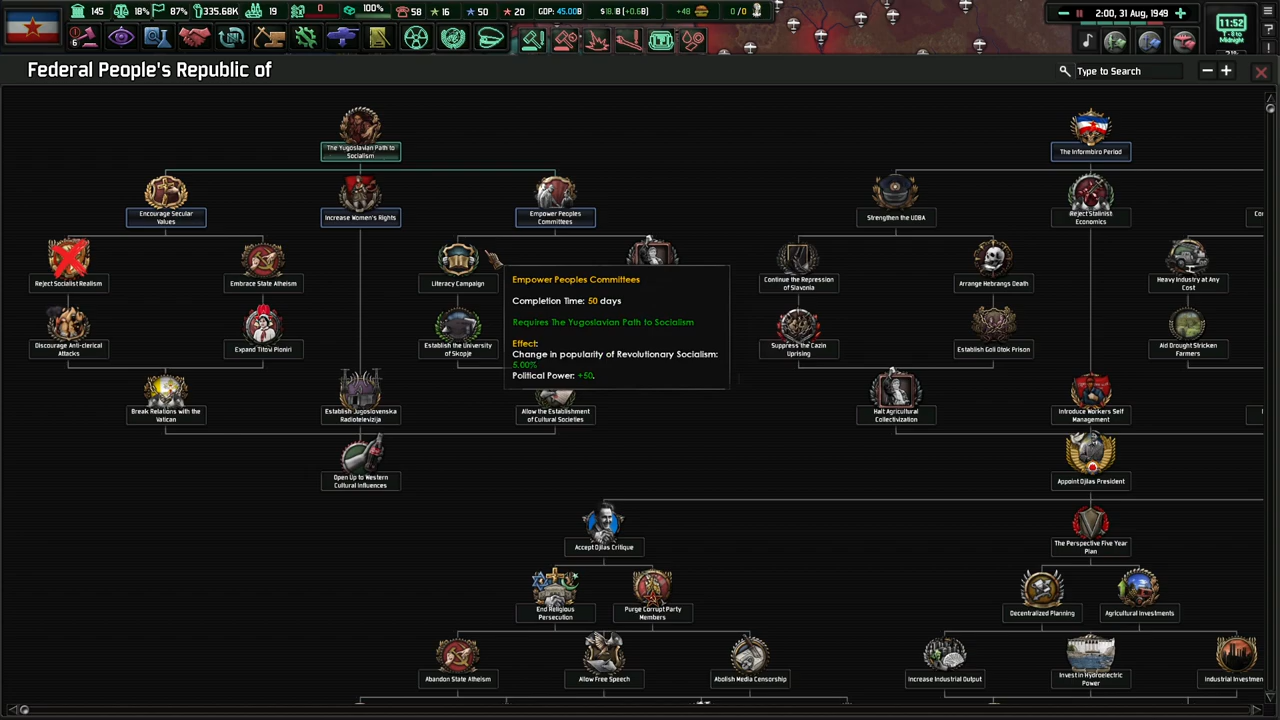 145
18%
87%
335.68K
19
0
100%
58
16
50
20
GDP: 45.00B
$18.1B (+0.6B)
+48
0/0
2:00, 31 Aug, 1949
11:52
Midnight
6
Federal People's Republic of
Type to Search
The Yugoslavian Path to
Socialism
The Informbiro Period
Encourage Secular
Values
Increase Women's Rights
Empower Peoples
Committees
Strengthen the UDBA
Reject Stalinist
Economics
Reject Socialist Realism
Embrace State Atheism
Literacy Campaign
Continue the Repression
of Slavonia
Arrange Hebrangs Death
Heavy Industry at Any
Cost
Empower Peoples Committees
Completion Time: 50 days
Requires The Yugoslavian Path to Socialism
Effect:
Change in popularity of Revolutionary Socialism:
5.00%
Political Power: +50.
Discourage Anti-clerical
Attacks
Expand Titovi Pioniri
Establish the University
of Skopje
Suppress the Cazin
Uprising
Establish Goli Otok Prison
Aid Drought Stricken
Farmers
Break Relations with the
Vatican
Establish Jugoslovenska
Radiotelevizija
Allow the Establishment
of Cultural Societies
Halt Agricultural
Collectivization
Introduce Workers Self
Management
Open Up to Western
Cultural Influences
Appoint Djilas President
Accept Djilas Critique
The Perspective Five Year
Plan
End Religious
Persecution
Purge Corrupt Party
Members
Decentralized Planning
Agricultural Investments
Abandon State Atheism
Allow Free Speech
Abolish Media Censorship
Increase Industrial Output
Invest in Hydroelectric
Power
Industrial Investmen